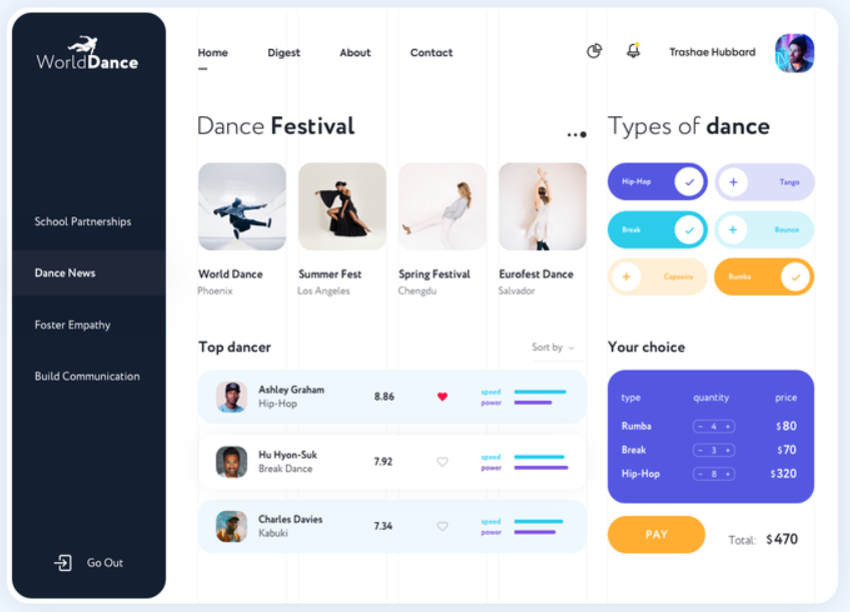 WorldDance
Home
Digest
About
Contact
Trashae Hubbard
School Partnerships
Dance News
Foster Empathy
Build Communication
Go Out
Dance Festival
World Dance
Phoenix
Summer Fest
Los Angeles
Spring Festival
Chengdu
Eurofest Dance
Salvador
Types of dance
Hip-Hop
Tango
Break
Bounce
Capoeira
Rumba
Top dancer
Sort by
Ashley Graham
Hip-Hop
8.86
speed
power
Hu Hyon-Suk
Break Dance
7.92
speed
power
Charles Davies
Kabuki
7.34
speed
power
Your choice
type quantity price
Rumba - 4 + $80
Break - 3 + $70
Hip-Hop - 8 + $320
PAY
Total: $470